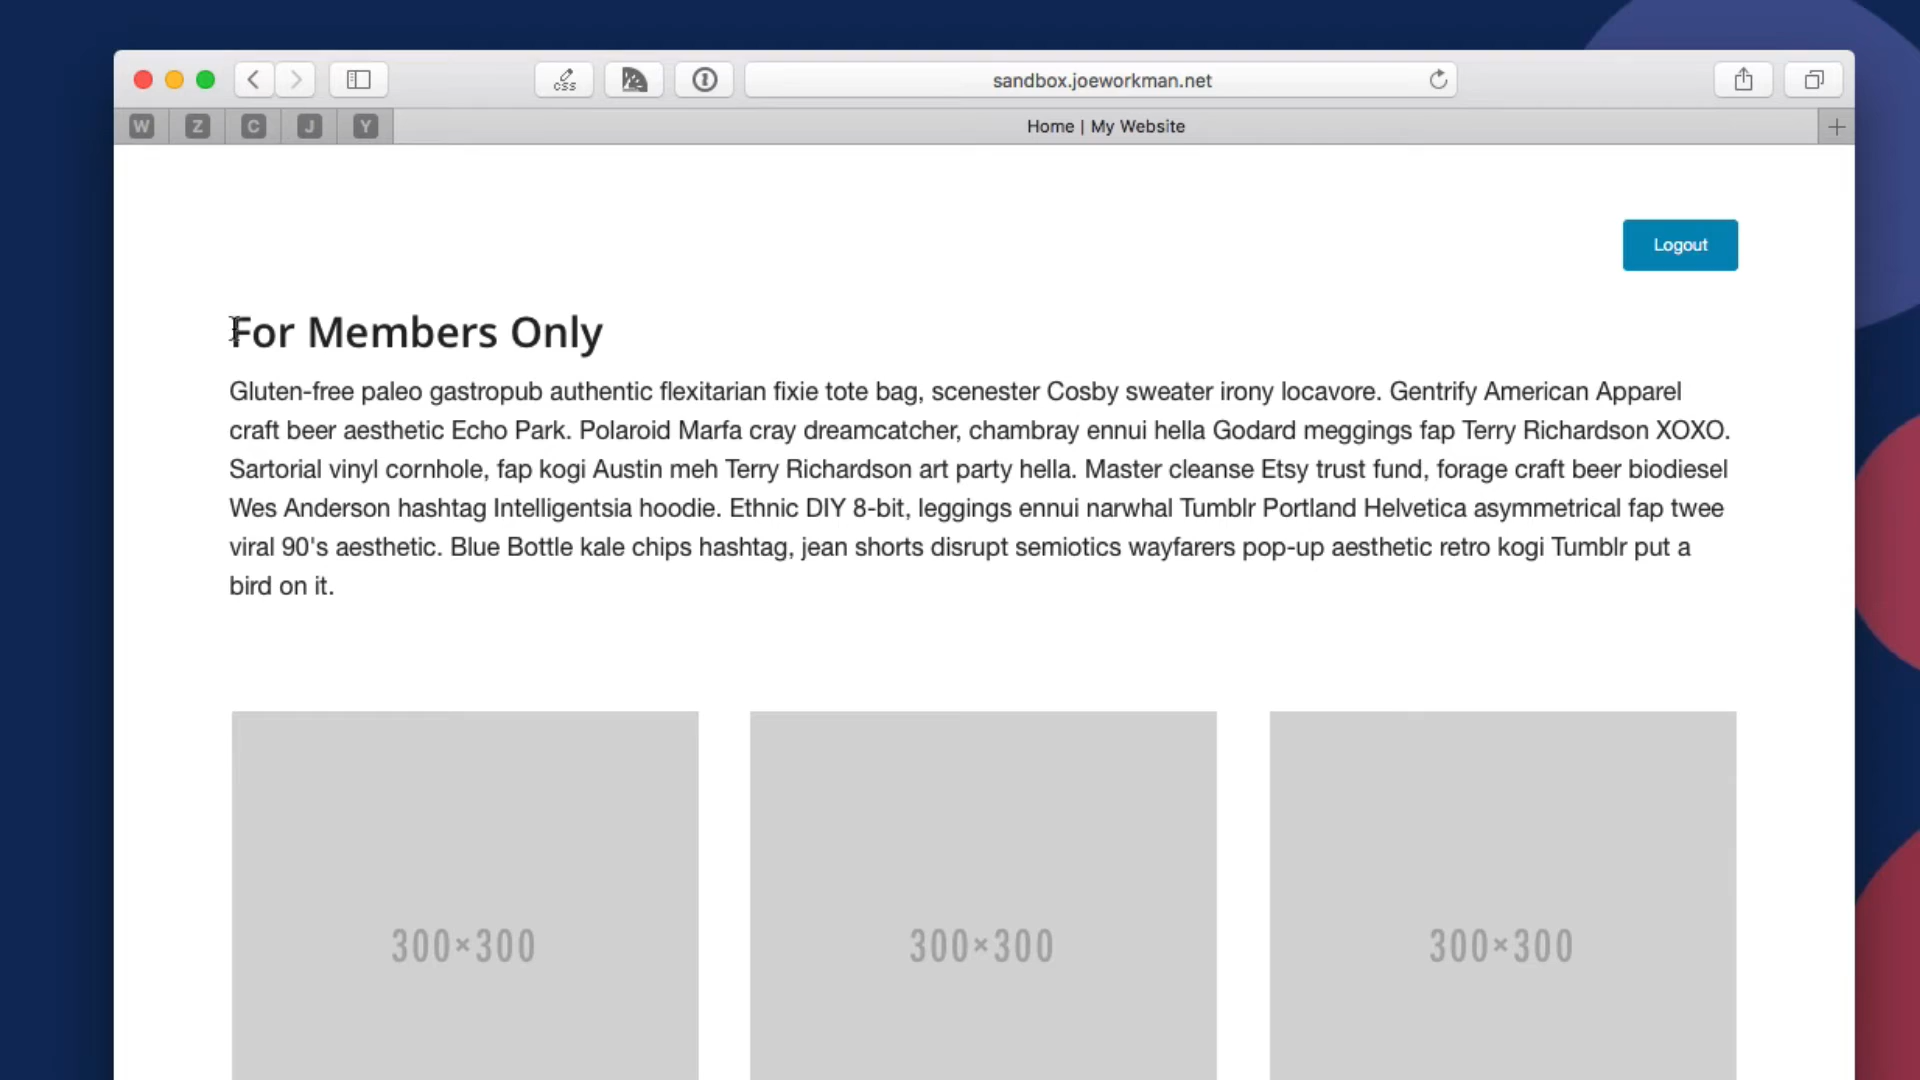 css
sandbox.joeworkman.net
W Z C J Y
Home | My Website
Logout
For Members Only
Gluten-free paleo gastropub authentic flexitarian fixie tote bag, scenester Cosby sweater irony locavore. Gentrify American Apparel
craft beer aesthetic Echo Park. Polaroid Marfa cray dreamcatcher, chambray ennui hella Godard meggings fap Terry Richardson XOXO.
Sartorial vinyl cornhole, fap kogi Austin meh Terry Richardson art party hella. Master cleanse Etsy trust fund, forage craft beer biodiesel
Wes Anderson hashtag Intelligentsia hoodie. Ethnic DIY 8-bit, leggings ennui narwhal Tumblr Portland Helvetica asymmetrical fap twee
viral 90's aesthetic. Blue Bottle kale chips hashtag, jean shorts disrupt semiotics wayfarers pop-up aesthetic retro kogi Tumblr put a
bird on it.
300×300
300×300
300×300